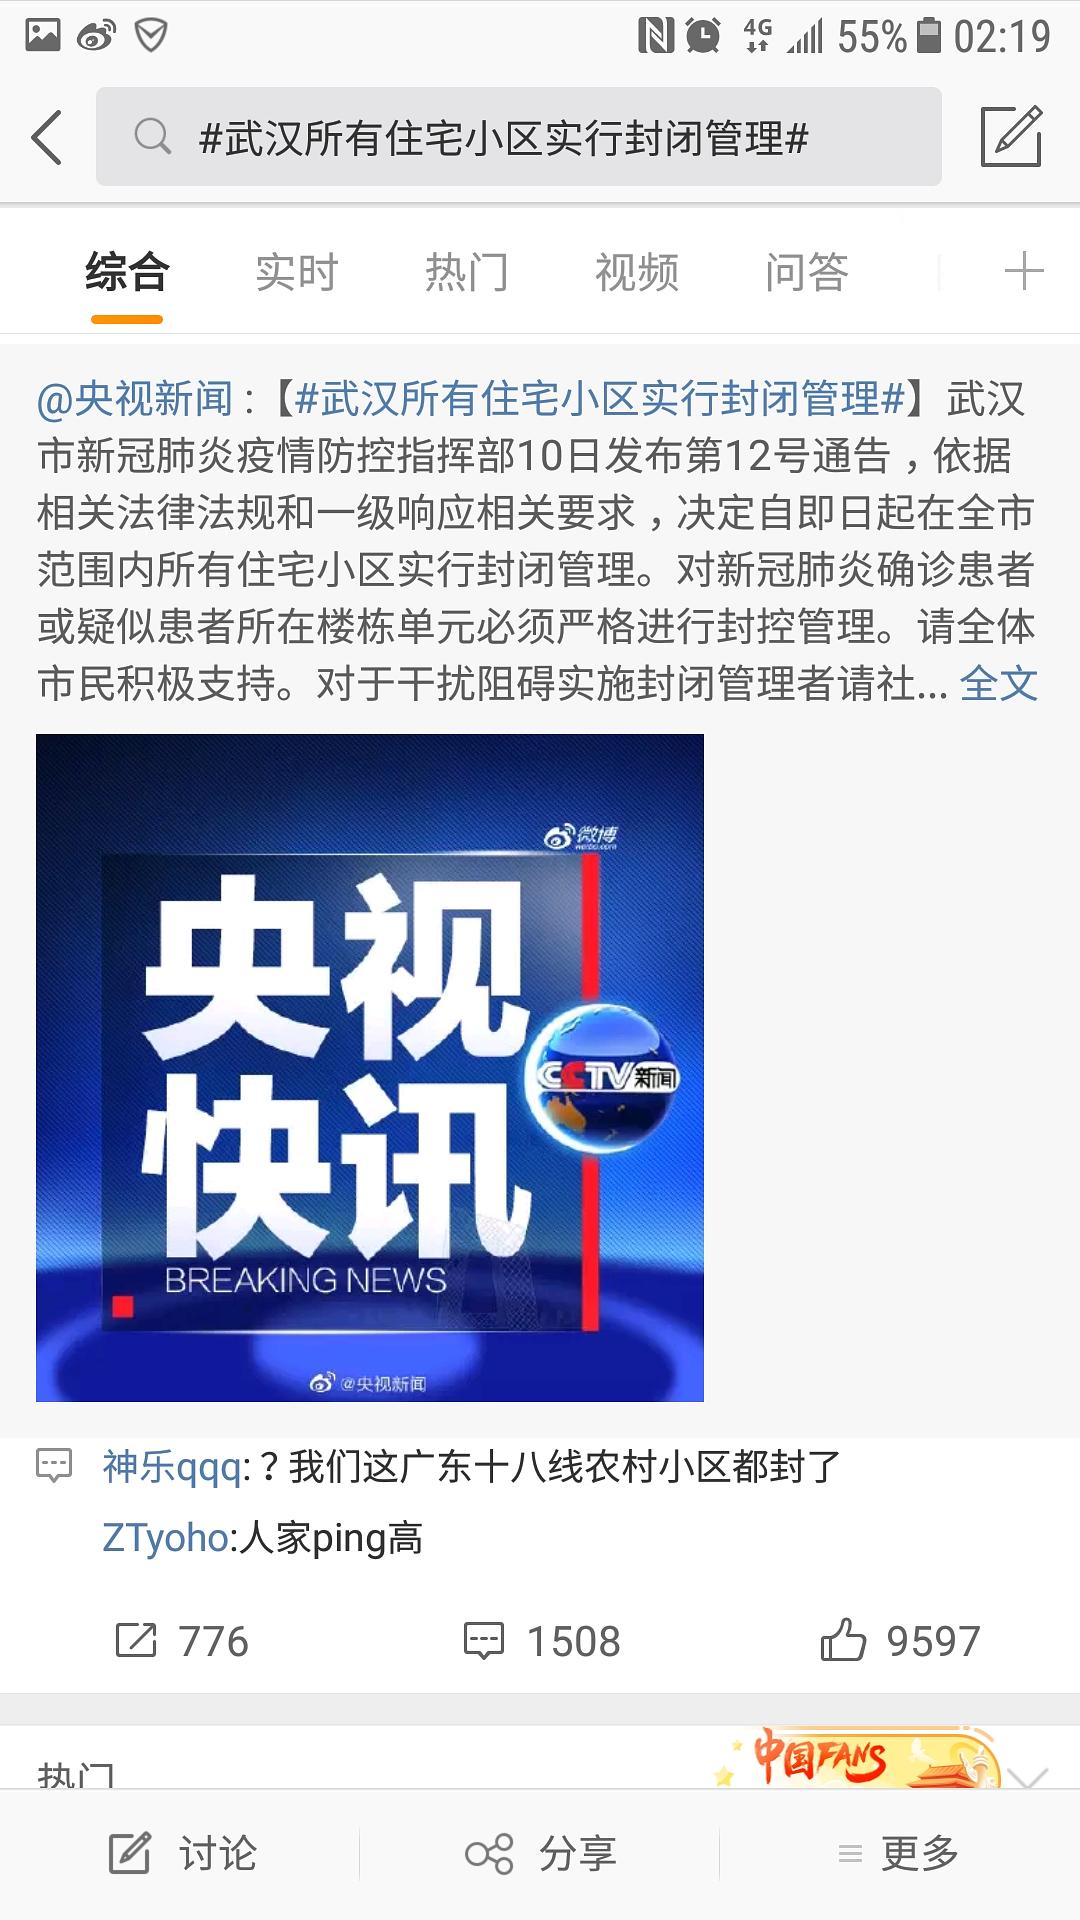 4G 55% 02:19
#武汉所有住宅小区实行封闭管理#
综合 实时 热门 视频 问答
@央视新闻:【#武汉所有住宅小区实行封闭管理#】武汉
市新冠肺炎疫情防控指挥部10日发布第12号通告，依据
相关法律法规和一级响应相关要求，决定自即日起在全市
范围内所有住宅小区实行封闭管理。对新冠肺炎确诊患者
或疑似患者所在楼栋单元必须严格进行封控管理。请全体
市民积极支持。对于干扰阻碍实施封闭管理者请社... 全文
微博
weibo.com
央视
CCTV新闻
快讯
BREAKING NEWS
@央视新闻
神乐qqq:？我们这广东十八线农村小区都封了
ZTyoho:人家ping高
776 1508 9597
热门 中国FANS
讨论 分享 更多